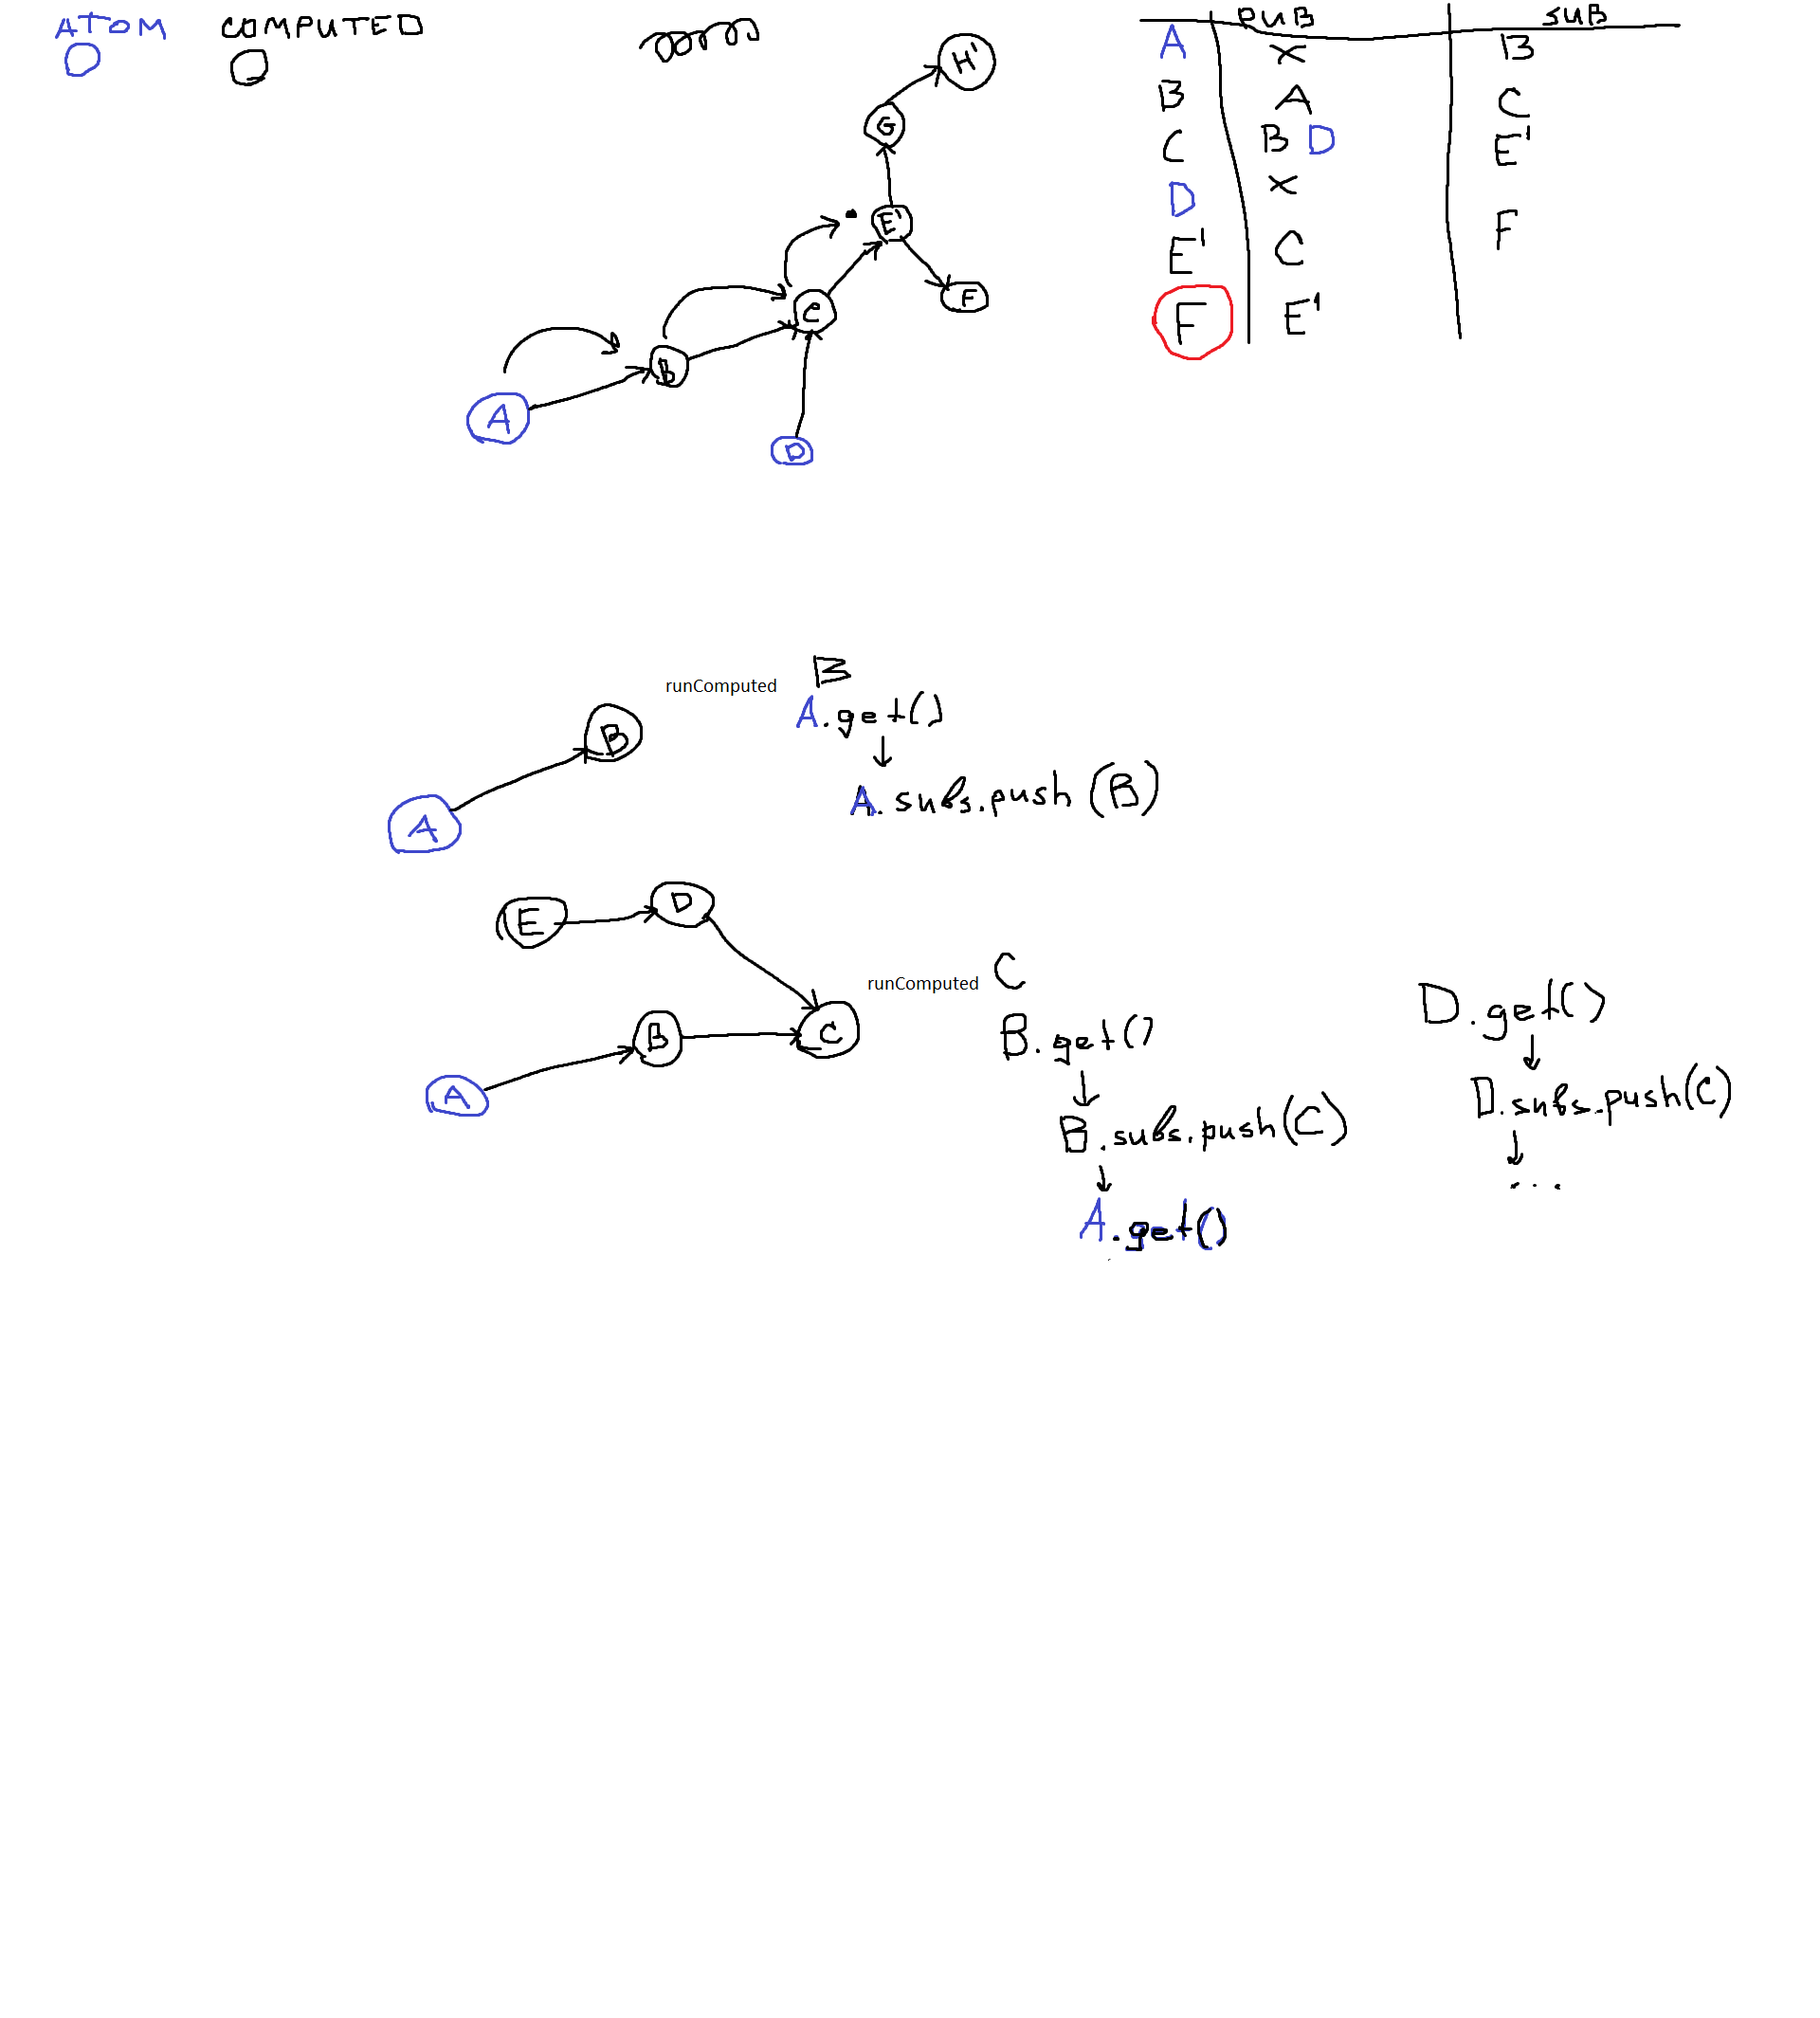 ATOM COMPUTED
PUB SUB
A X B
B A C
C B D E'
D X
E' C F
F E'
H'
G
E'
F
C
B
A
D
B
runComputed
A.get()
↓
A.subs.push(B)
B
A
E D
B C
A
runComputed C
B.get()
↓
B.subs.push(C)
↓
A.get()
D.get()
↓
D.subs.push(C)
↓
...